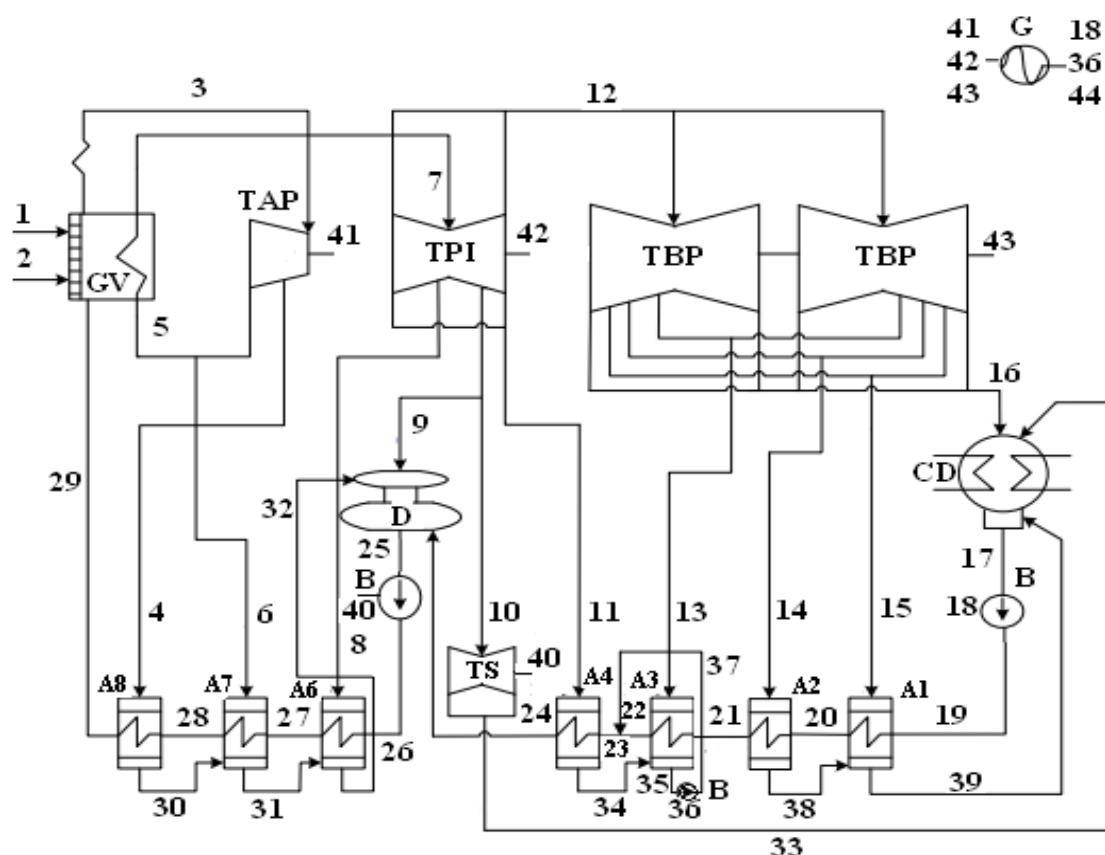 41 G 18
42 36
43 44
3 12
7
TAP
1 41 TPI 42 TBP TBP 43
2 GV
5
16
9
CD
29 32
D
25 17
B B
4 6 40 10 11 13 14 15 18
8
TS 40 37
A8 A7 A6 A4 A3 A2 A1
28 27 24 22 21 20 19
26 23
35 B 39
30 31 34 36 38
33